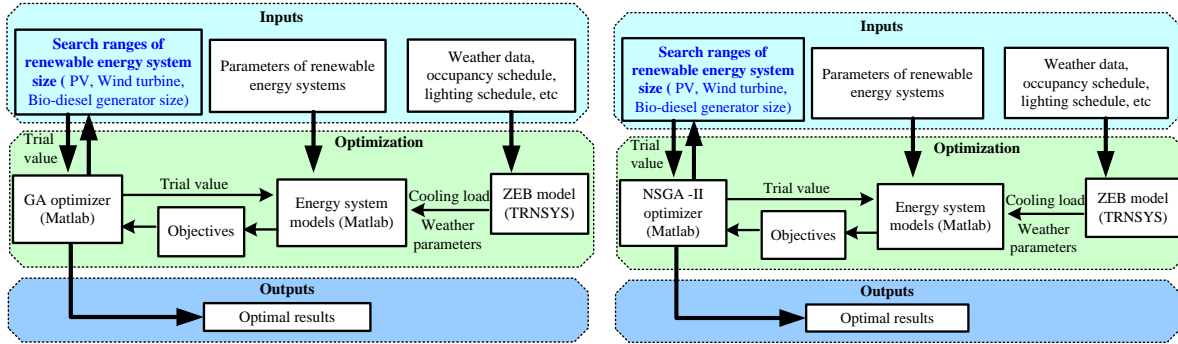 Inputs
Search ranges of
renewable energy system
size ( PV, Wind turbine,
Bio-diesel generator size)
Parameters of renewable
energy systems
Weather data,
occupancy schedule,
lighting schedule, etc
Optimization
Trial
value
GA optimizer
(Matlab)
Trial value
Objectives
Energy system
models (Matlab)
Cooling load
Weather
parameters
ZEB model
(TRNSYS)
Outputs
Optimal results
Inputs
Search ranges of
renewable energy system
size ( PV, Wind turbine,
Bio-diesel generator size)
Parameters of renewable
energy systems
Weather data,
occupancy schedule,
lighting schedule, etc
Optimization
Trial
value
NSGA -II
optimizer
(Matlab)
Trial value
Objectives
Energy system
models (Matlab)
Cooling load
Weather
parameters
ZEB model
(TRNSYS)
Outputs
Optimal results